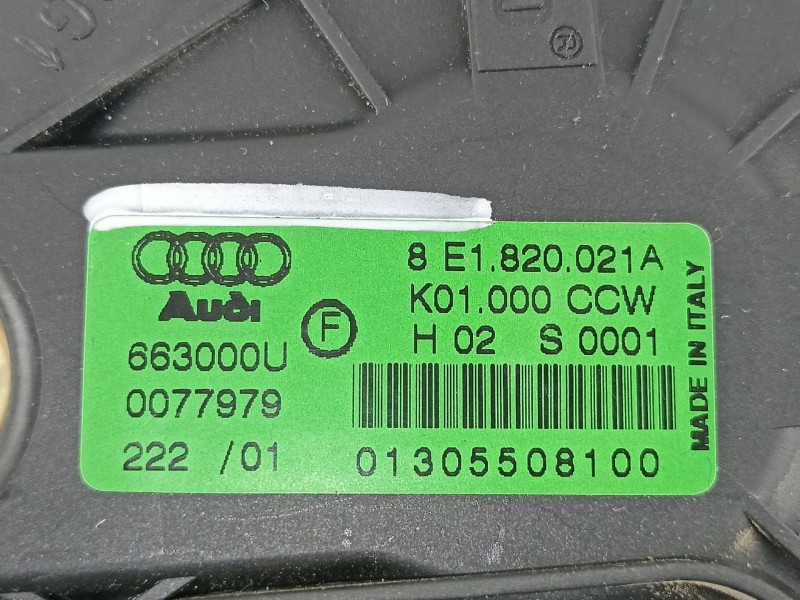 ®
Audi
8 E1.820.021A
K01.000 CCW
F
H 02 S 0001
663000U
0077979
222 /01
01305508100
MADE IN ITALY